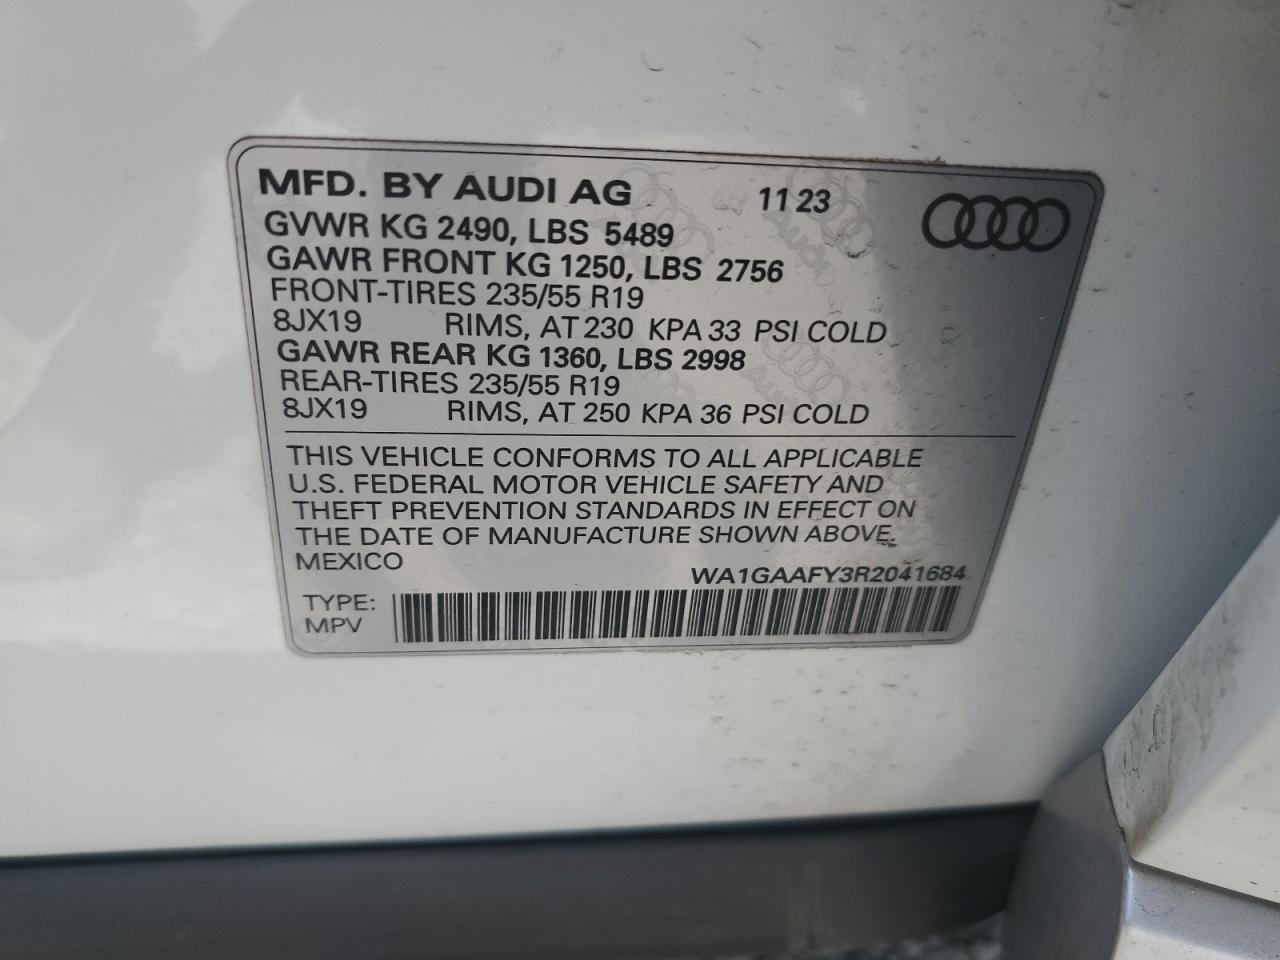 MFD. BY AUDI AG 11 23
GVWR KG 2490, LBS 5489
GAWR FRONT KG 1250, LBS 2756
FRONT-TIRES 235/55 R19
8JX19 RIMS, AT 230 KPA 33 PSI COLD
GAWR REAR KG 1360, LBS 2998
REAR-TIRES 235/55 R19
8JX19 RIMS, AT 250 KPA 36 PSI COLD
THIS VEHICLE CONFORMS TO ALL APPLICABLE
U.S. FEDERAL MOTOR VEHICLE SAFETY AND
THEFT PREVENTION STANDARDS IN EFFECT ON
THE DATE OF MANUFACTURE SHOWN ABOVE.
MEXICO
WA1GAAFY3R2041684
TYPE:
MPV